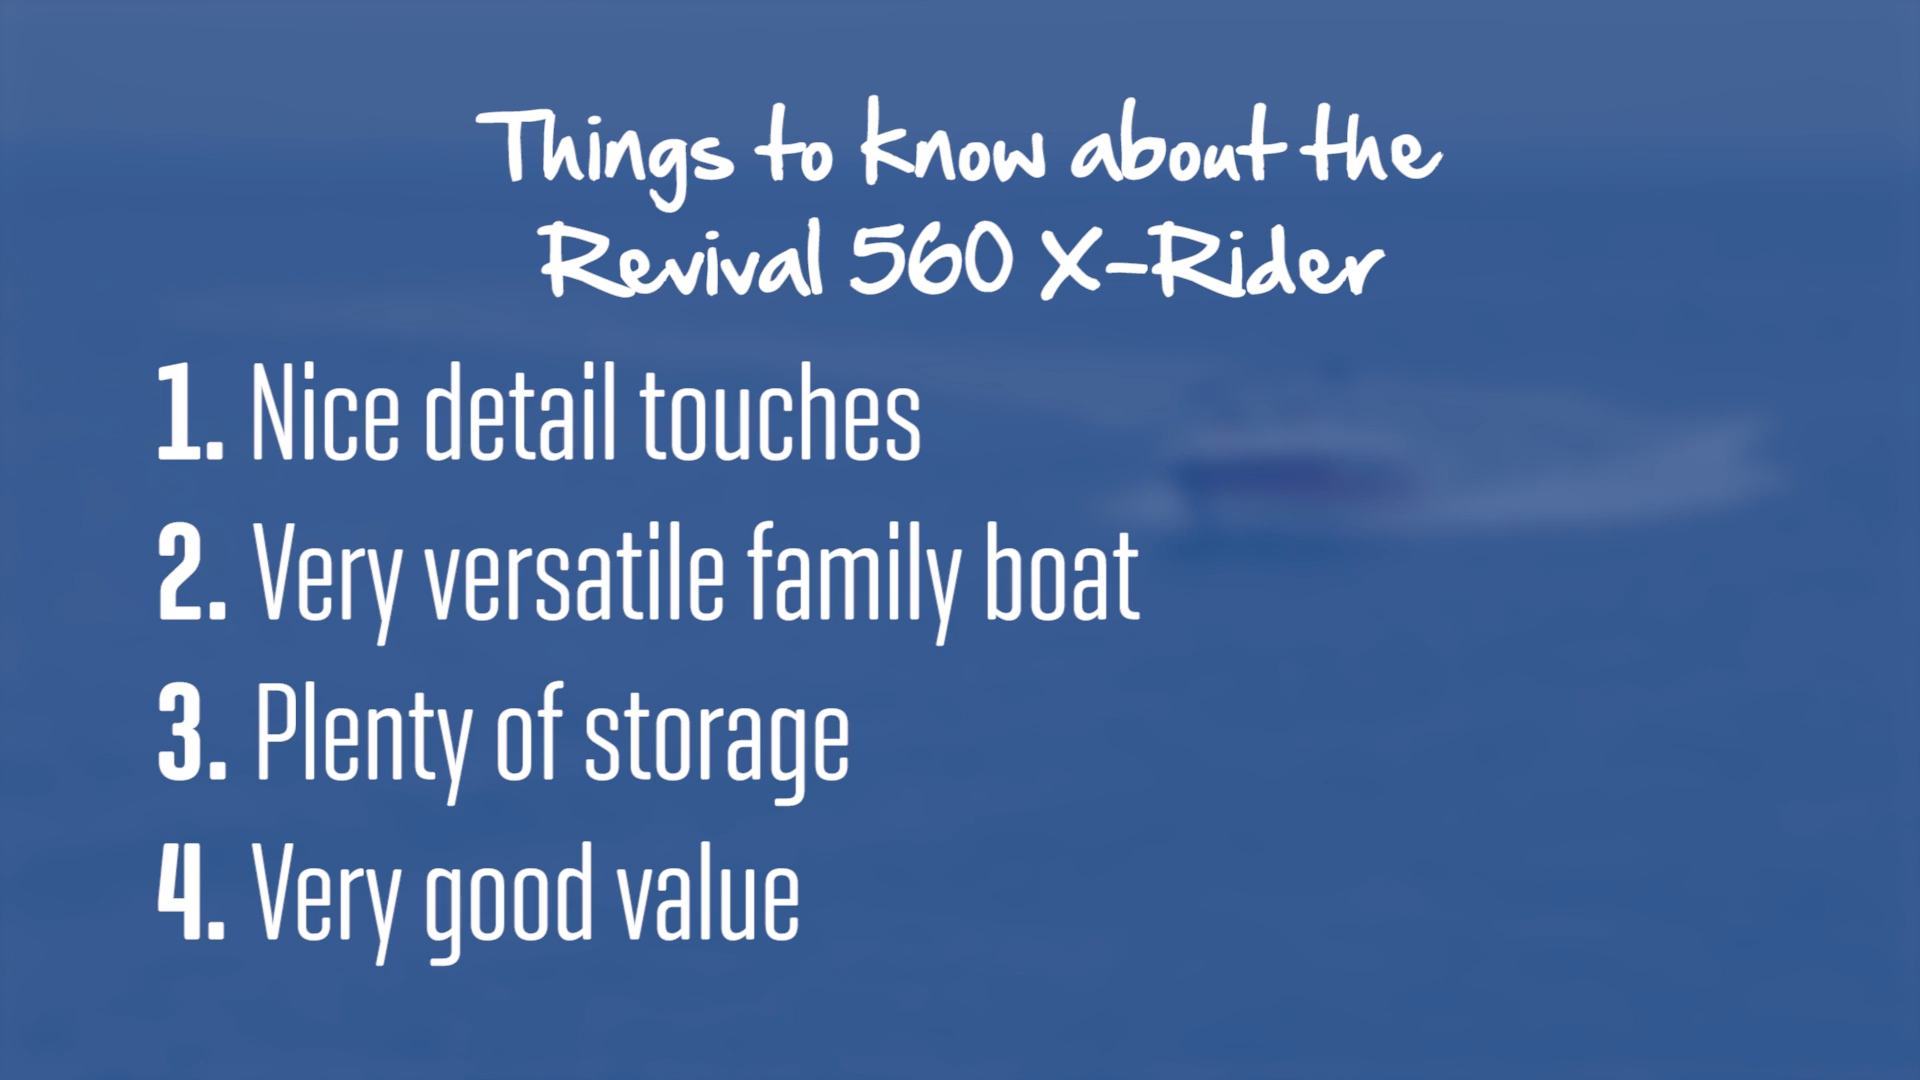 Things to know about the
Revival 560 X-Rider
1. Nice detail touches
2. Very versatile family boat
3. Plenty of storage
4. Very good value